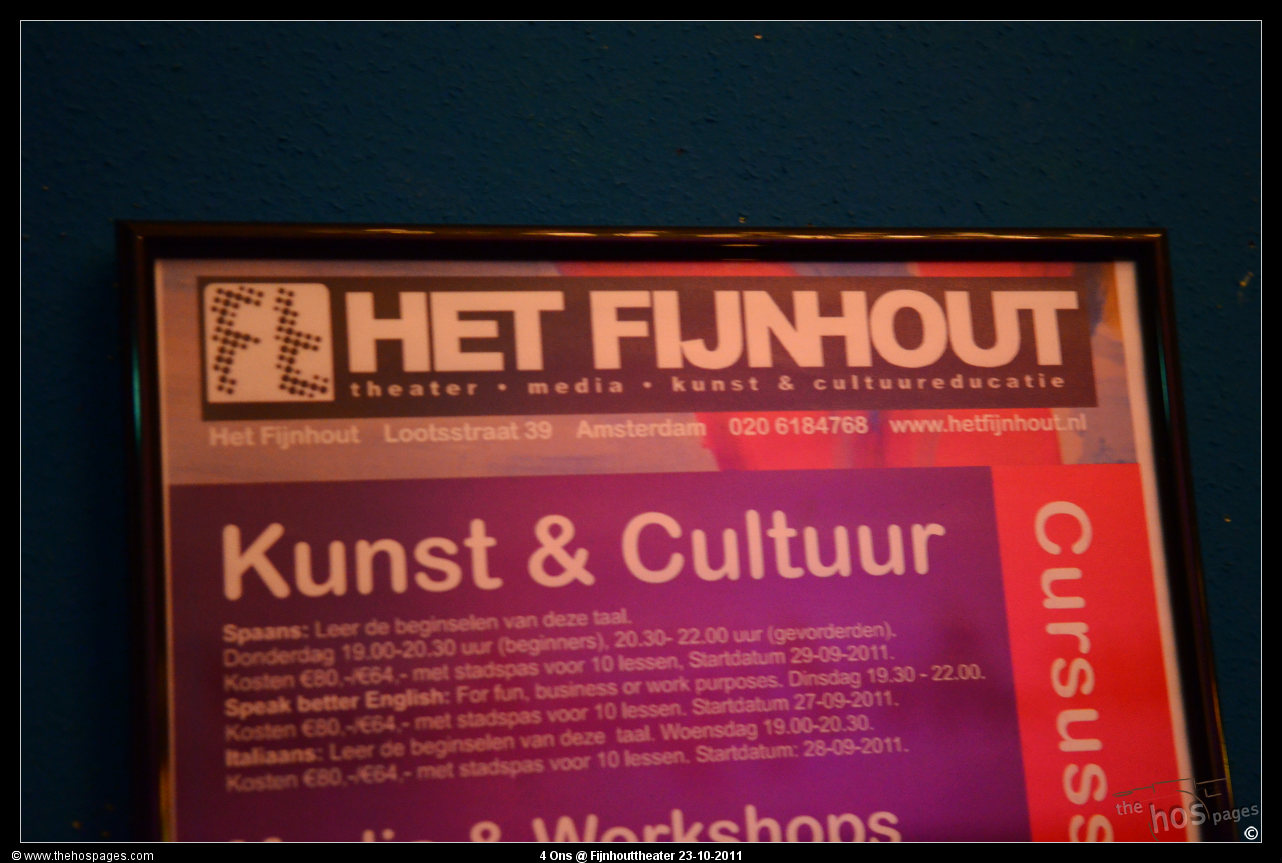 Ft HET FIJNHOUT
theater • media • kunst & cultuureducatie
Het Fijnhout Lootsstraat 39 Amsterdam 020 6184768 www.hetfijnhout.nl
Kunst & Cultuur
Spaans: Leer de beginselen van deze taal.
Donderdag 19.00-20.30 uur (beginners), 20.30- 22.00 uur (gevorderden).
Kosten €80,-/€64,- met stadspas voor 10 lessen. Startdatum 29-09-2011.
Speak better English: For fun, business or work purposes. Dinsdag 19.30 - 22.00.
Kosten €80,-/€64,- met stadspas voor 10 lessen. Startdatum 27-09-2011.
Italiaans: Leer de beginselen van deze taal. Woensdag 19.00-20.30.
Kosten €80,-/€64,- met stadspas voor 10 lessen. Startdatum: 28-09-2011.
Media & Workshops
Cursuss
the hos pages
©
© www.thehospages.com
4 Ons @ Fijnhouttheater 23-10-2011